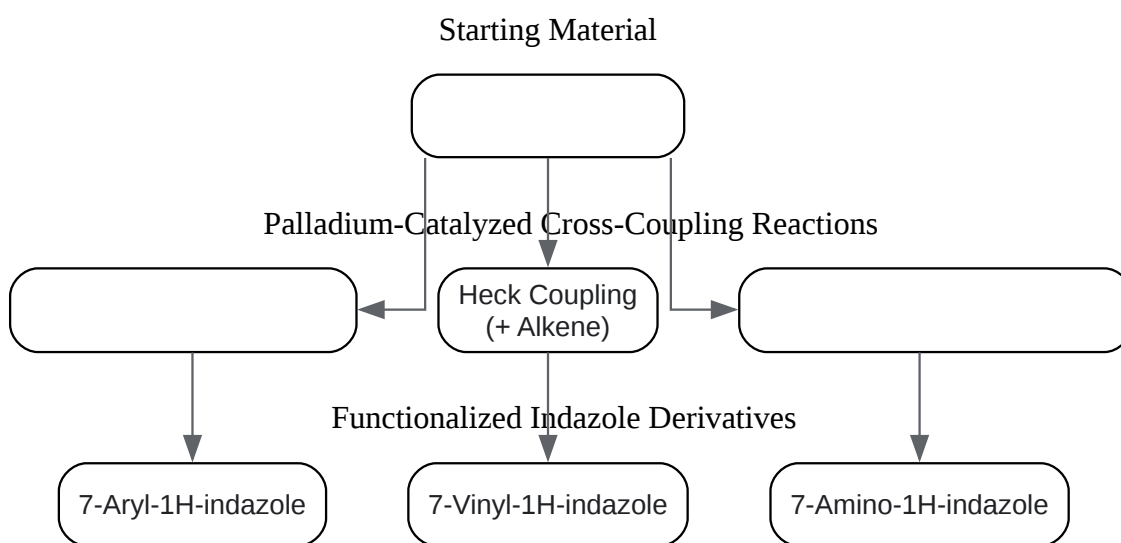 Starting Material
Palladium-Catalyzed Cross-Coupling Reactions
Heck Coupling
(+ Alkene)
Functionalized Indazole Derivatives
7-Aryl-1H-indazole
7-Vinyl-1H-indazole
7-Amino-1H-indazole